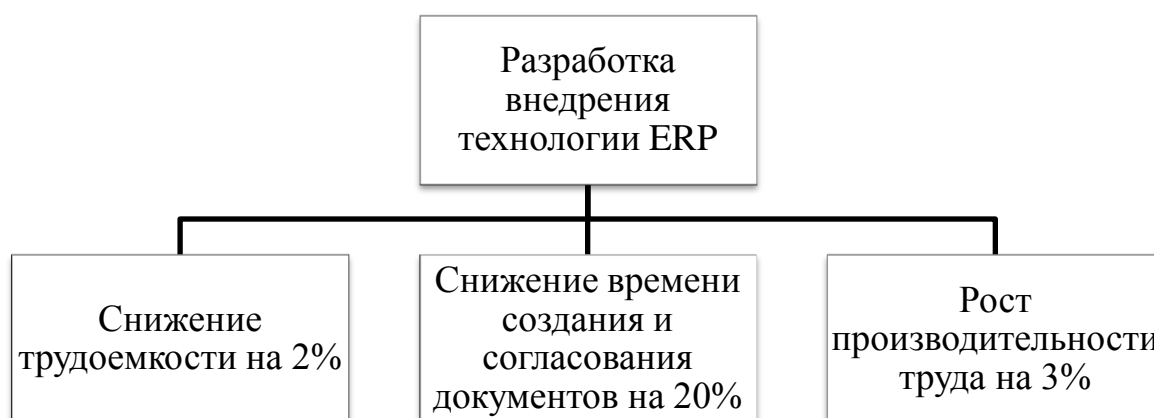 Разработка
внедрения
технологии ERP
Снижение
трудоемкости на 2%
Снижение времени
создания и
согласования
документов на 20%
Рост
производительности
труда на 3%